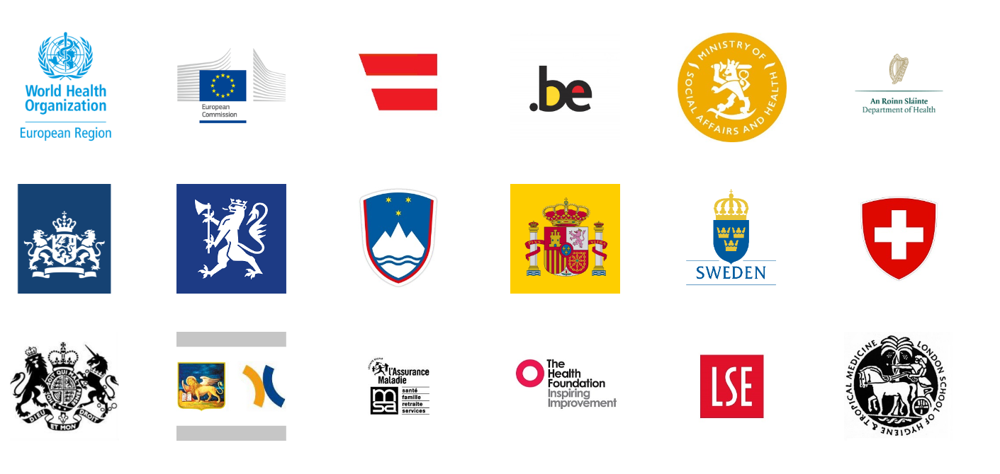 World Health
Organization
European Region
European
Commission
.be
MINISTRY OF
SOCIAL AFFAIRS AND HEALTH
An Roinn Sláinte
Department of Health
PLUS
VLTRA
SWEDEN
DIEU
ET MON
DROIT
l'Assurance
Maladie
msa
santé
famille
retraite
services
The
Health
Foundation
Inspiring
Improvement
LSE
LONDON SCHOOL OF HYGIENE & TROPICAL MEDICINE